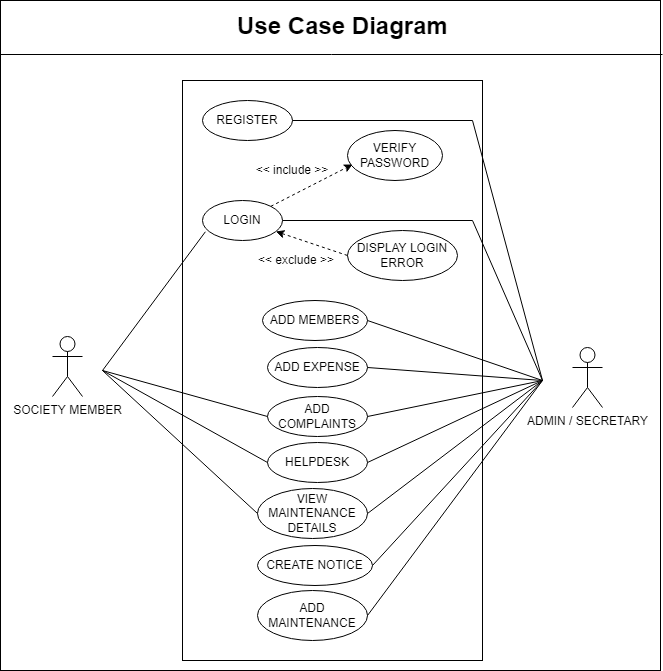 Use Case Diagram
REGISTER
VERIFY
PASSWORD
<< include >>
LOGIN
DISPLAY LOGIN
ERROR
<< exclude >>
ADD MEMBERS
ADD EXPENSE
SOCIETY MEMBER
ADD
COMPLAINTS
ADMIN / SECRETARY
HELPDESK
VIEW
MAINTENANCE
DETAILS
CREATE NOTICE
ADD
MAINTENANCE